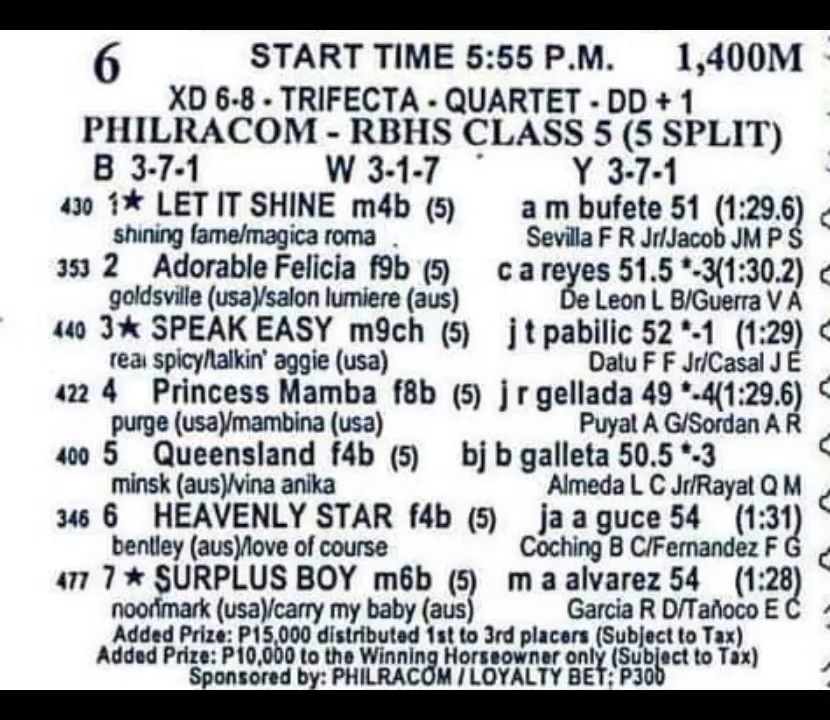 6 START TIME 5:55 P.M. 1,400M
XD 6-8 - TRIFECTA - QUARTET - DD + 1
PHILRACOM - RBHS CLASS 5 (5 SPLIT)
B 3-7-1 W 3-1-7 Y 3-7-1
430 1★ LET IT SHINE m4b (5) a m bufete 51 (1:29.6)
shining fame/magica roma Sevilla F R Jr/Jacob JM P S
353 2 Adorable Felicia f9b (5) c a reyes 51.5 *-3(1:30.2)
goldsville (usa)/salon lumiere (aus) De Leon L B/Guerra V A
440 3★ SPEAK EASY m9ch (5) j t pabilic 52 *-1 (1:29)
real spicy/talkin' aggie (usa) Datu F F Jr/Casal J E
422 4 Princess Mamba f8b (5) j r gellada 49 *-4(1:29.6)
purge (usa)/mambina (usa) Puyat A G/Sordan A R
400 5 Queensland f4b (5) bj b galleta 50.5 *-3
minsk (aus)/vina anika Almeda L C Jr/Rayat Q M
346 6 HEAVENLY STAR f4b (5) ja a guce 54 (1:31)
bentley (aus)/love of course Coching B C/Fernandez F G
477 7 ★ SURPLUS BOY m6b (5) m a alvarez 54 (1:28)
noorimark (usa)/carry my baby (aus) Garcia R D/Tañoco E C
Added Prize: P15,000 distributed 1st to 3rd placers (Subject to Tax)
Added Prize: P10,000 to the Winning Horseowner only (Subject to Tax)
Sponsored by: PHILRACOM / LOYALTY BET: P300